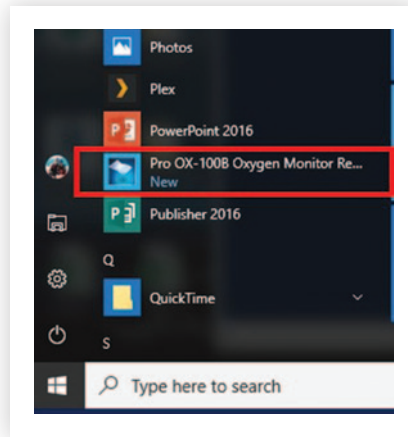 Photos
Plex
PowerPoint 2016
Pro OX-100B Oxygen Monitor Re...
New
Publisher 2016
Q
QuickTime
S
Type here to search